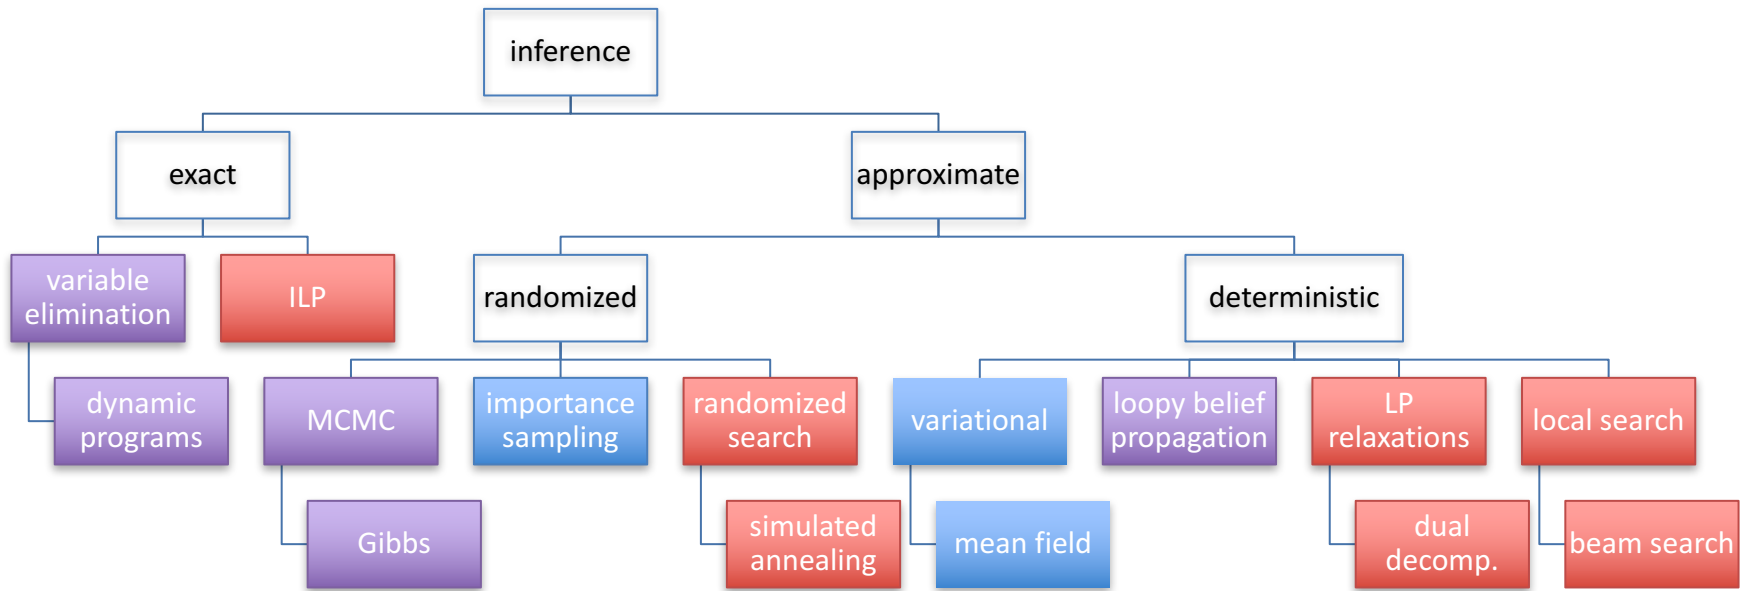 inference
exact
approximate
variable
elimination
ILP
randomized
deterministic
dynamic
programs
MCMC
importance
sampling
randomized
search
variational
loopy belief
propagation
LP
relaxations
local search
Gibbs
simulated
annealing
mean field
dual
decomp.
beam search